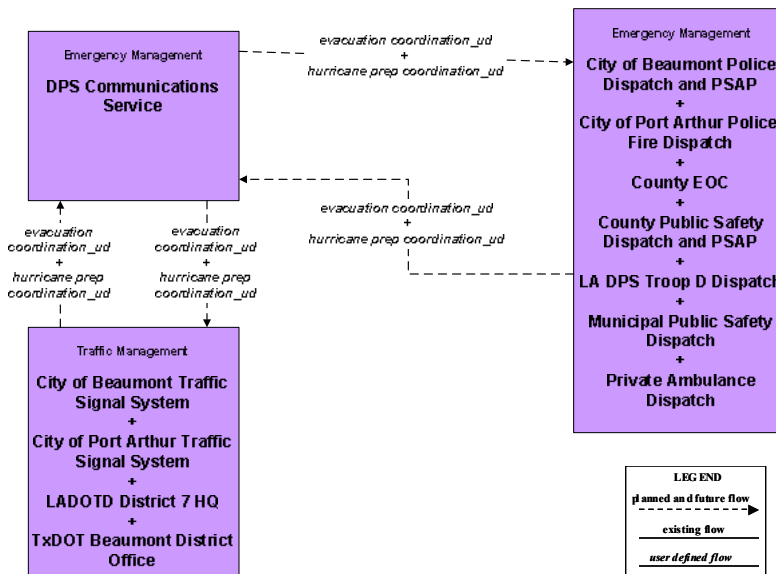 Emergency Management
DPS Communications
Service
evacuation coordination_ud
+
hurricane prep coordination_ud
Emergency Management
City of Beaumont Police
Dispatch and PSAP
+
City of Port Arthur Police
Fire Dispatch
+
County EOC
+
County Public Safety
Dispatch and PSAP
+
LA DPS Troop D Dispatch
+
Municipal Public Safety
Dispatch
+
Private Ambulance
Dispatch
evacuation coordination_ud
+
hurricane prep coordination_ud
evacuation
coordination_ud
+
hurricane prep
coordination_ud
evacuation
coordination_ud
+
hurricane prep
coordination_ud
Traffic Management
City of Beaumont Traffic
Signal System
+
City of Port Arthur Traffic
Signal System
+
LADOTD District 7 HQ
+
TxDOT Beaumont District
Office
LEGEND
planned and future flow
existing flow
user defined flow